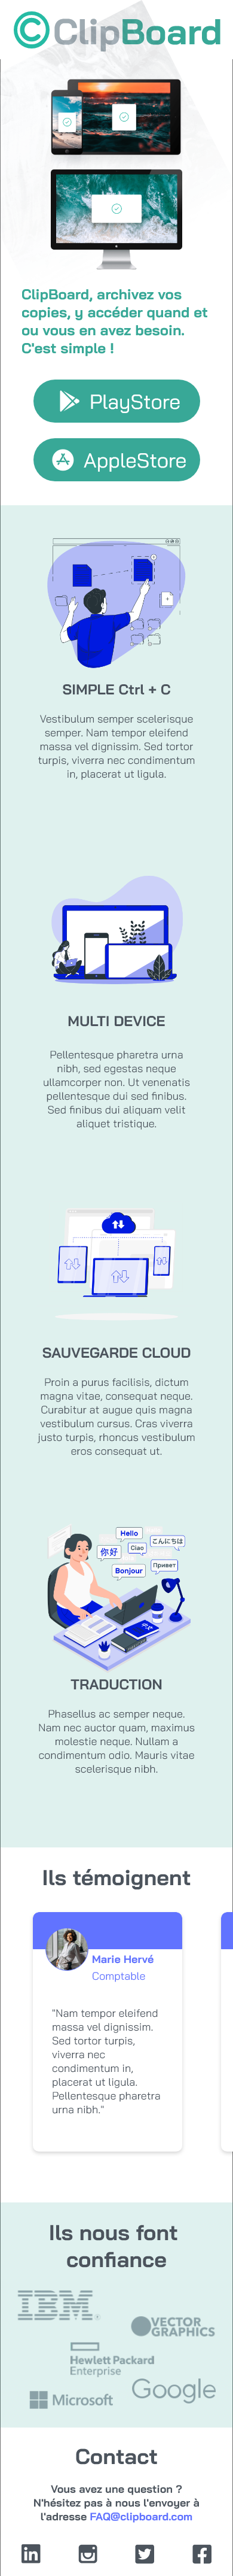 © ClipBoard
ClipBoard, archivez vos
copies, y accéder quand et
ou vous en avez besoin.
C'est simple !
PlayStore
AppleStore
SIMPLE Ctrl + C
Vestibulum semper scelerisque
semper. Nam tempor eleifend
massa vel dignissim. Sed tortor
turpis, viverra nec condimentum
in, placerat ut ligula.
MULTI DEVICE
Pellentesque pharetra urna
nibh, sed egestas neque
ullamcorper non. Ut venenatis
pellentesque dui sed finibus.
Sed finibus dui aliquam velit
aliquet tristique.
SAUVEGARDE CLOUD
Proin a purus facilisis, dictum
magna vitae, consequat neque.
Curabitur at augue quis magna
vestibulum cursus. Cras viverra
justo turpis, rhoncus vestibulum
eros consequat ut.
Hello
你好
Ciao
こんにちは
Bonjour
Привет
TRADUCTION
Phasellus ac semper neque.
Nam nec auctor quam, maximus
molestie neque. Nullam a
condimentum odio. Mauris vitae
scelerisque nibh.
Ils témoignent
Marie Hervé
Comptable
"Nam tempor eleifend
massa vel dignissim.
Sed tortor turpis,
viverra nec
condimentum in,
placerat ut ligula.
Pellentesque pharetra
urna nibh."
Ils nous font
confiance
IBM
VECTOR
GRAPHICS
Hewlett Packard
Enterprise
Microsoft
Google
Contact
Vous avez une question ?
N'hésitez pas à nous l'envoyer à
l'adresse FAQ@clipboard.com
in